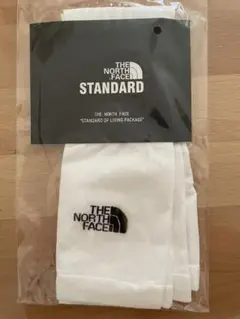 THE
NORTH
FACE
STANDARD
THE NORTH FACE
"STANDARD OF LIVING PACKAGE"
THE
NORTH
FACE